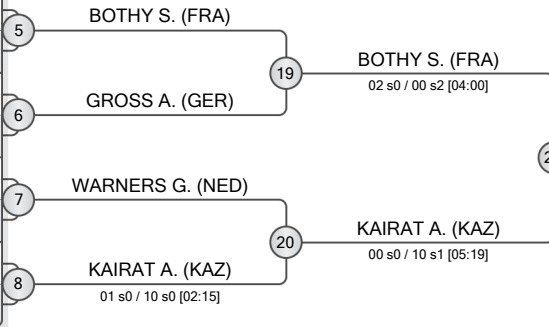 5
BOTHY S. (FRA)
19
BOTHY S. (FRA)
02 s0 / 00 s2 [04:00]
6
GROSS A. (GER)
7
WARNERS G. (NED)
20
KAIRAT A. (KAZ)
00 s0 / 10 s1 [05:19]
8
KAIRAT A. (KAZ)
01 s0 / 10 s0 [02:15]